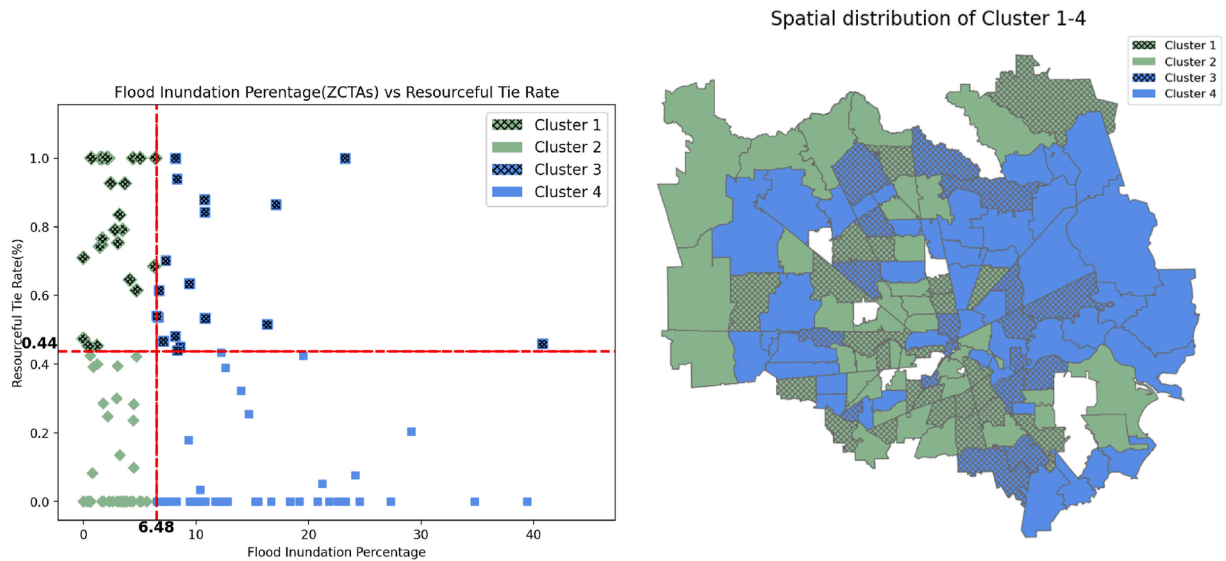 Flood Inundation Perentage(ZCTAs) vs Resourceful Tie Rate
Cluster 1
Cluster 2
Cluster 3
Cluster 4
Resourceful Tie Rate(%)
1.0
0.8
0.6
0.44
0.4
0.2
0.0
0
6.48
10
20
30
40
Flood Inundation Percentage
Spatial distribution of Cluster 1-4
Cluster 1
Cluster 2
Cluster 3
Cluster 4